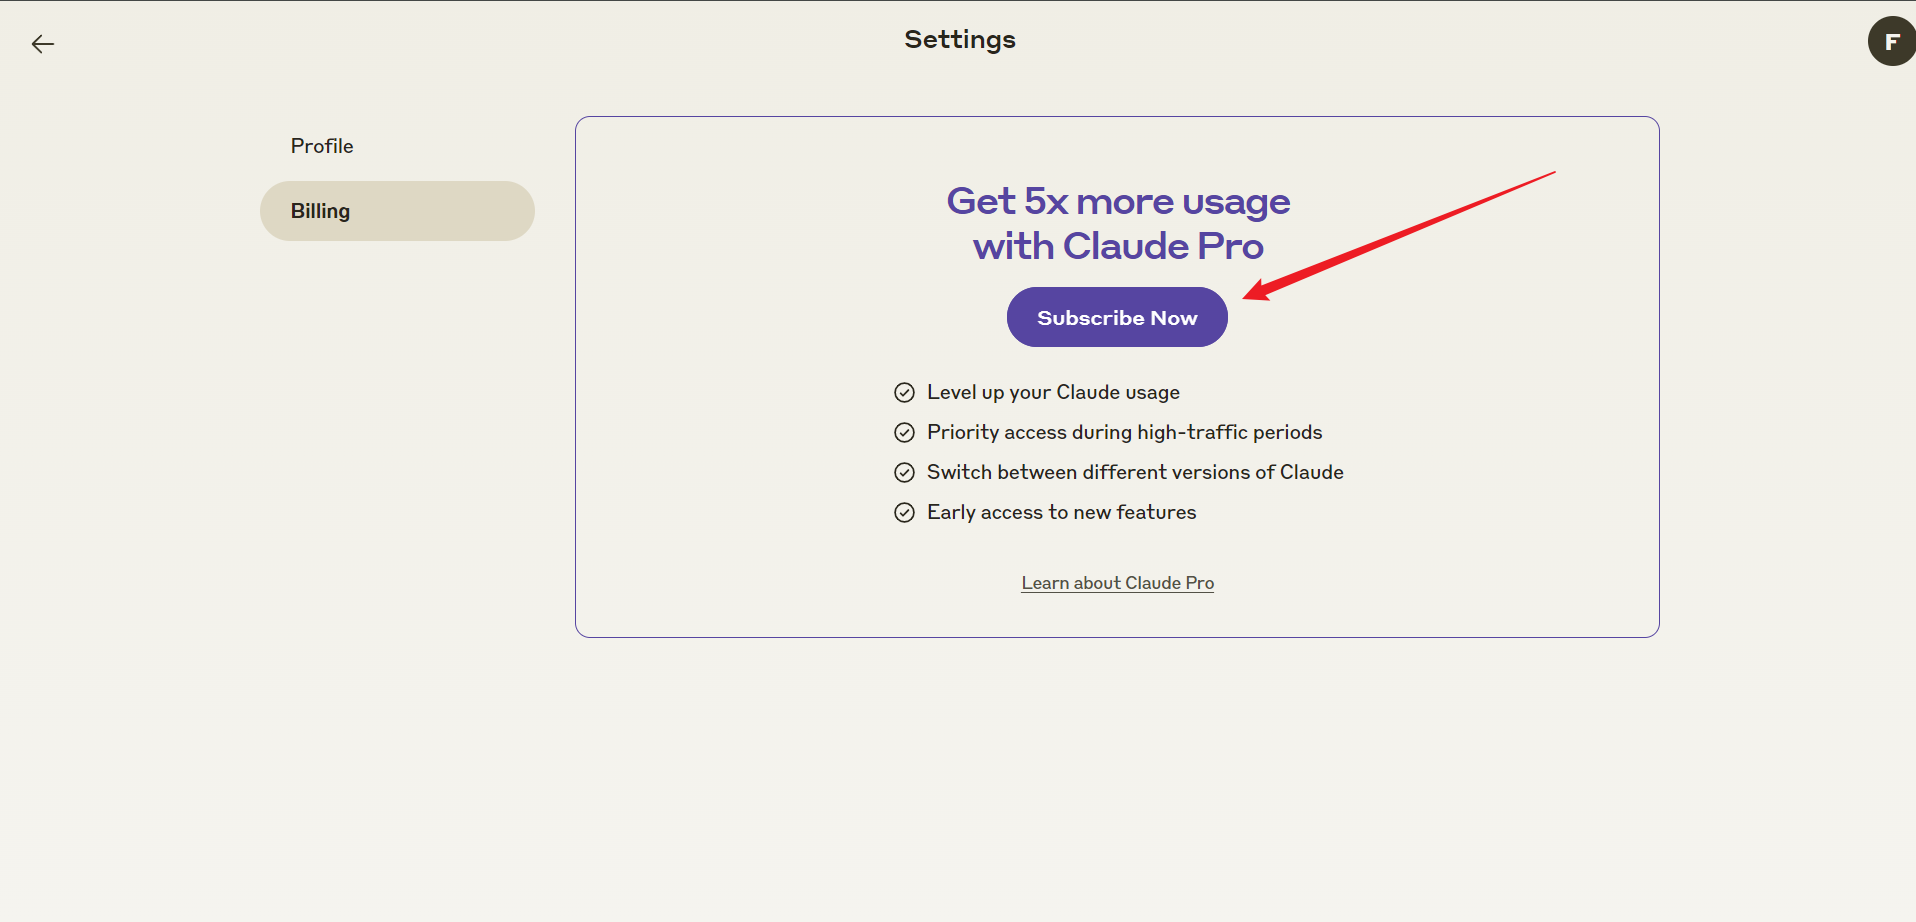 Settings
F
Profile
Billing
Get 5x more usage
with Claude Pro
Subscribe Now
Level up your Claude usage
Priority access during high-traffic periods
Switch between different versions of Claude
Early access to new features
Learn about Claude Pro